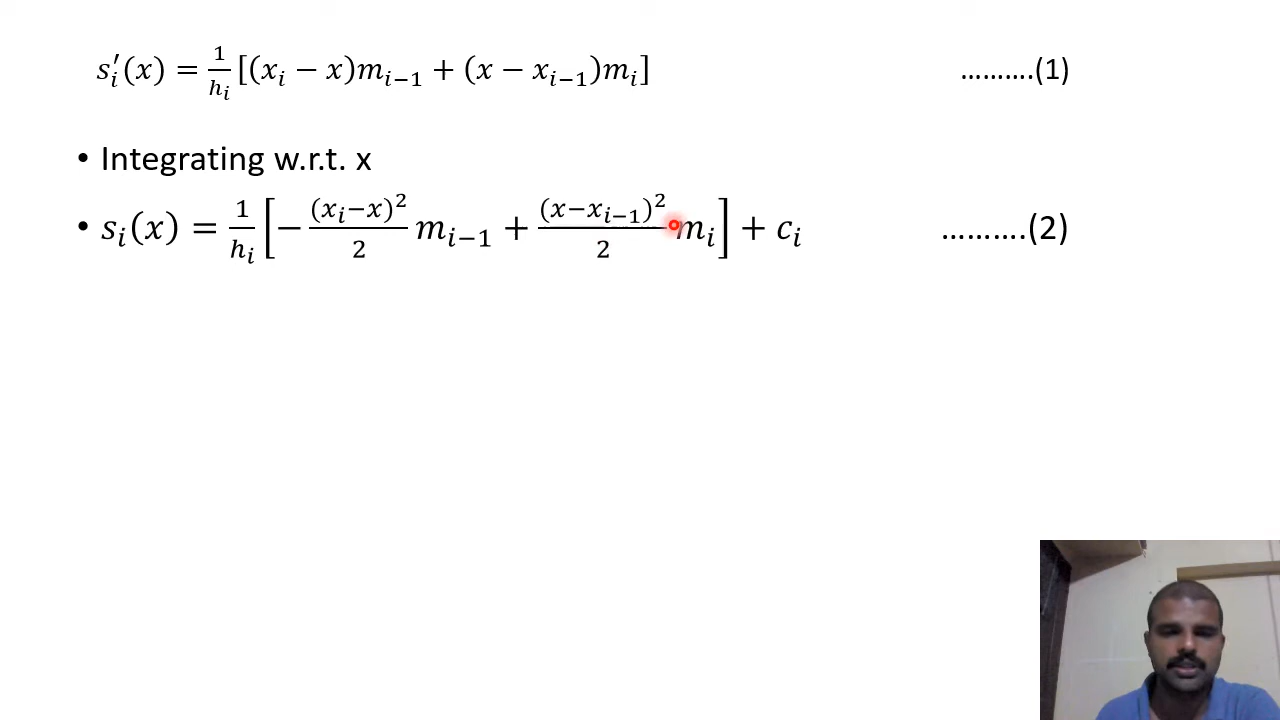 s′ᵢ(x) = 1/hᵢ [(xᵢ − x)mᵢ₋₁ + (x − xᵢ₋₁)mᵢ] ……….(1)
• Integrating w.r.t. x
• sᵢ(x) = 1/hᵢ [−(xᵢ−x)²/2 mᵢ₋₁ + (x−xᵢ₋₁)²/2 mᵢ] + cᵢ ……….(2)